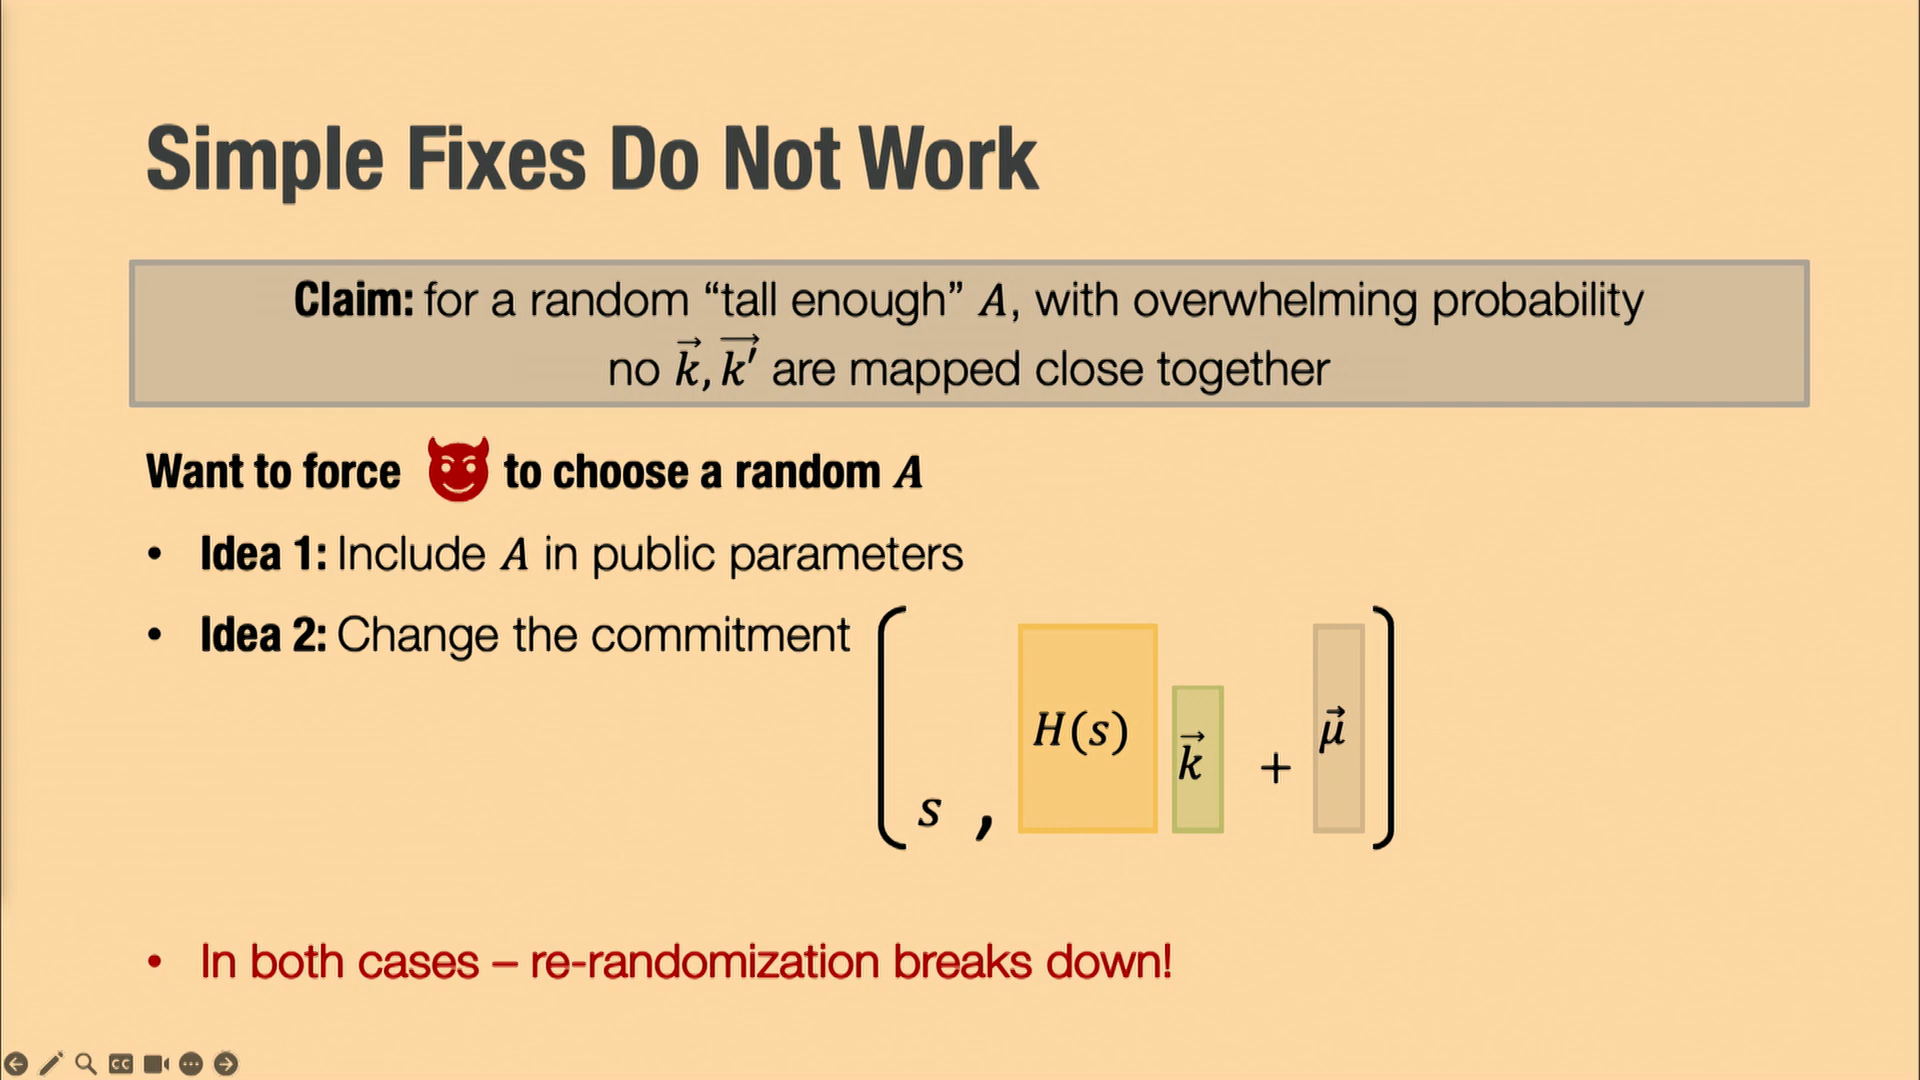 Simple Fixes Do Not Work
Claim: for a random “tall enough” A, with overwhelming probability
no k⃗, k⃗′ are mapped close together
Want to force to choose a random A
• Idea 1: Include A in public parameters
• Idea 2: Change the commitment
s , H(s) k⃗ + μ⃗
• In both cases – re-randomization breaks down!
CC